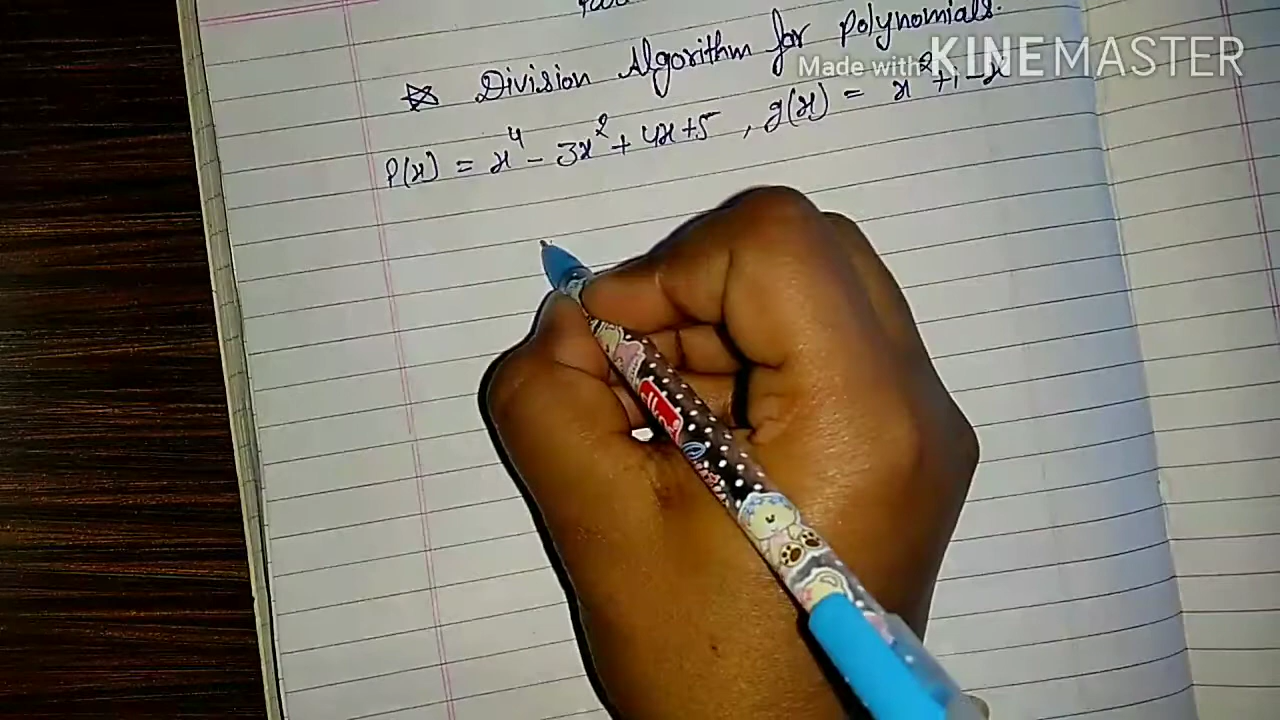 ☆ Division Algorithm for Polynomials.
Made with KINEMASTER
P(x) = x⁴ - 3x² + 4x + 5 , g(x) = x² + 1 - x